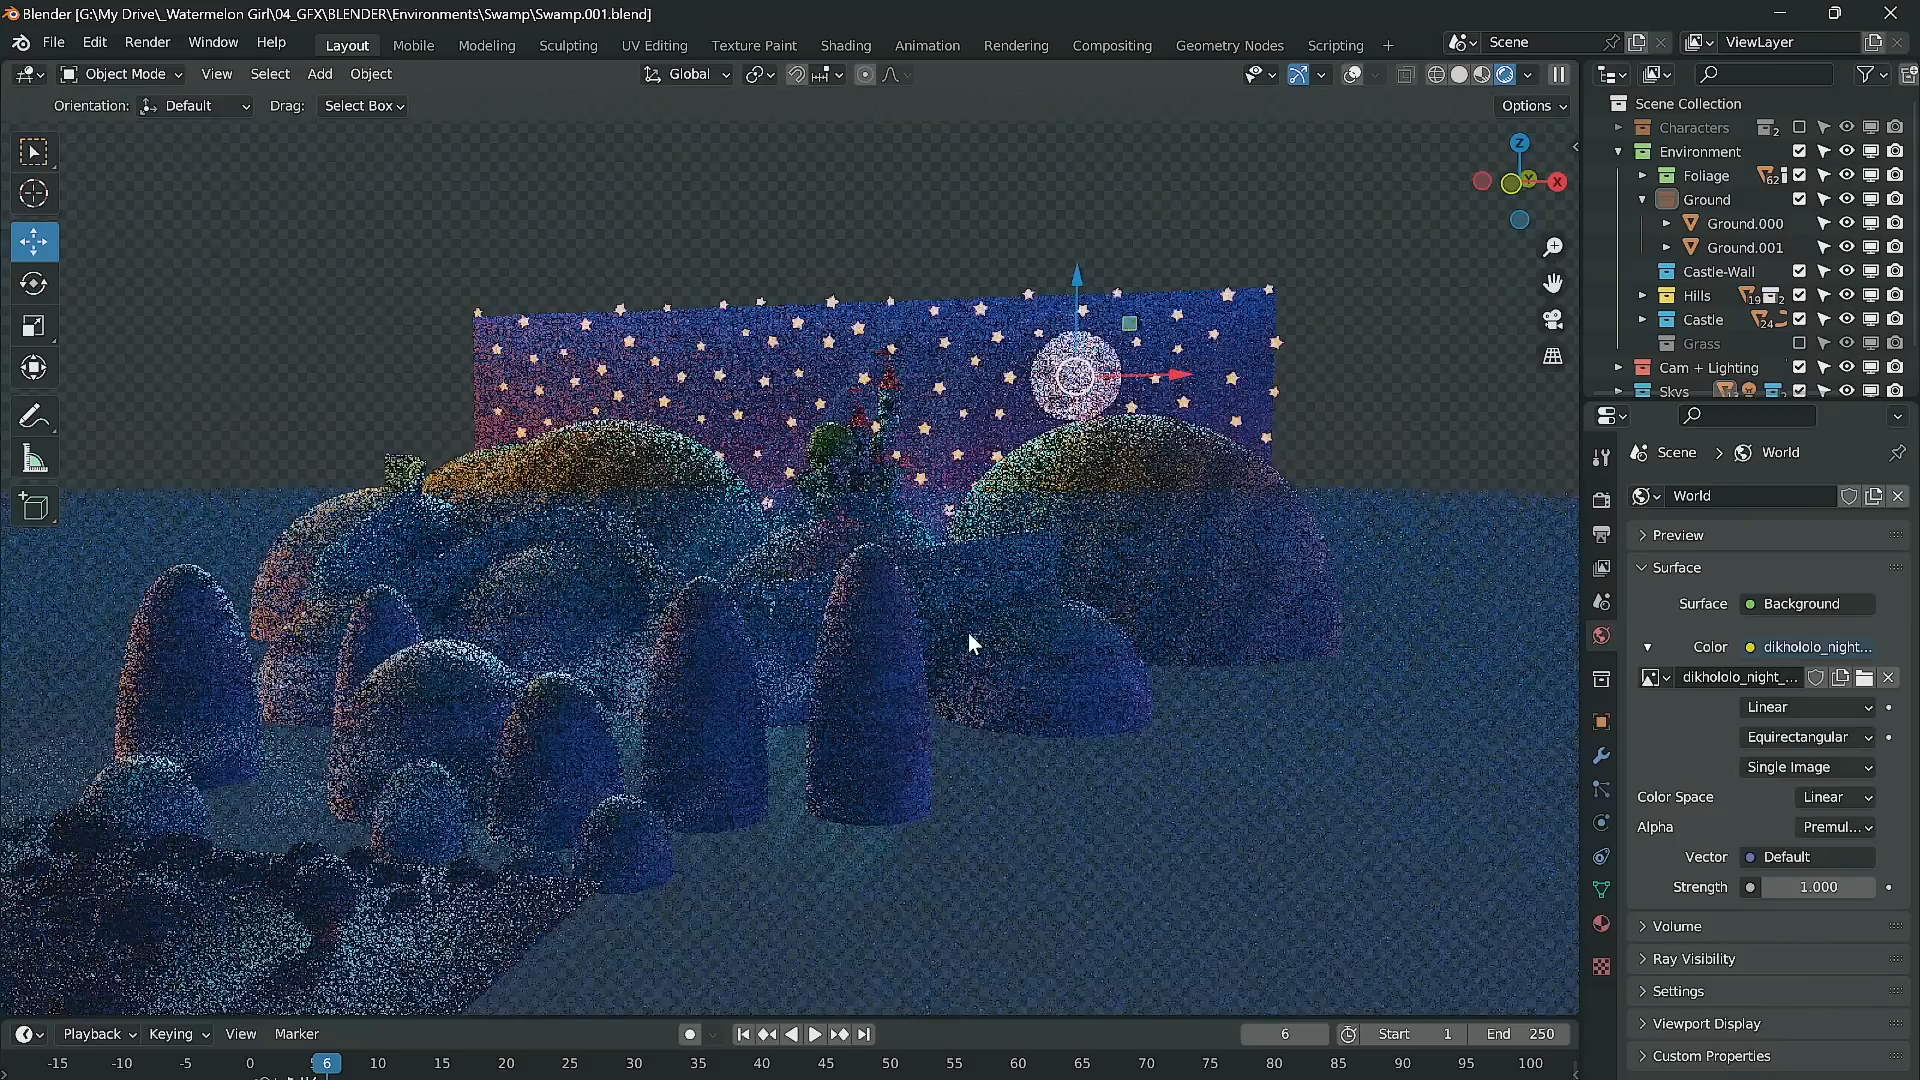 Blender [G:\My Drive\_Watermelon Girl\04_GFX\BLENDER\Environments\Swamp\Swamp.001.blend]
File Edit Render Window Help Layout Mobile Modeling Sculpting UV Editing Texture Paint Shading Animation Rendering Compositing Geometry Nodes Scripting + Scene ViewLayer
Object Mode View Select Add Object Global
Orientation: Default Drag: Select Box Options
Scene Collection
Characters 2
Environment
Foliage 62
Ground
Ground.000
Ground.001
Castle-Wall
Hills 19 2
Castle 24
Grass
Cam + Lighting
Skys
Z
Y
X
Scene > World
World
Preview
Surface
Surface Background
Color dikhololo_night...
dikhololo_night_...
Linear
Equirectangular
Single Image
Color Space Linear
Alpha Premul...
Vector Default
Strength 1.000
Volume
Ray Visibility
Settings
Viewport Display
Custom Properties
Playback Keying View Marker 6 Start 1 End 250
-15 -10 -5 0 6 10 15 20 25 30 35 40 45 50 55 60 65 70 75 80 85 90 95 100